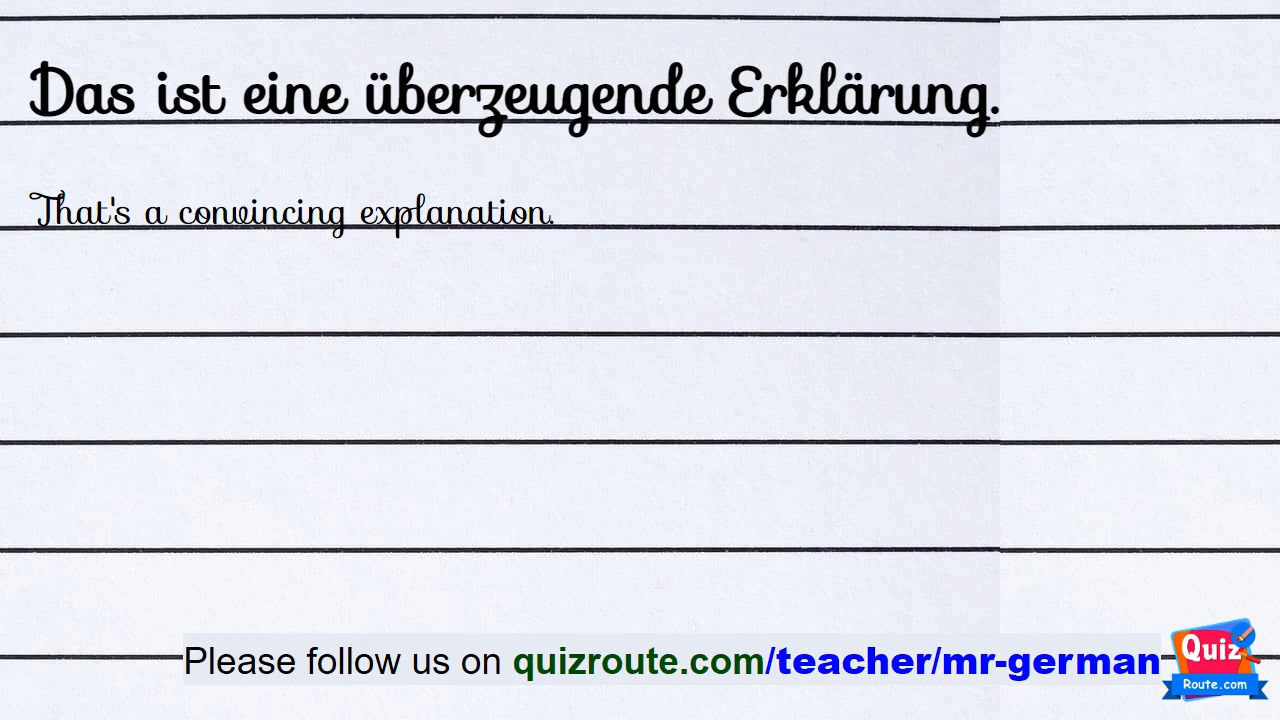 Das ist eine überzeugende Erklärung.
That's a convincing explanation.
Please follow us on quizroute.com/teacher/mr-german
Quiz
Route.com